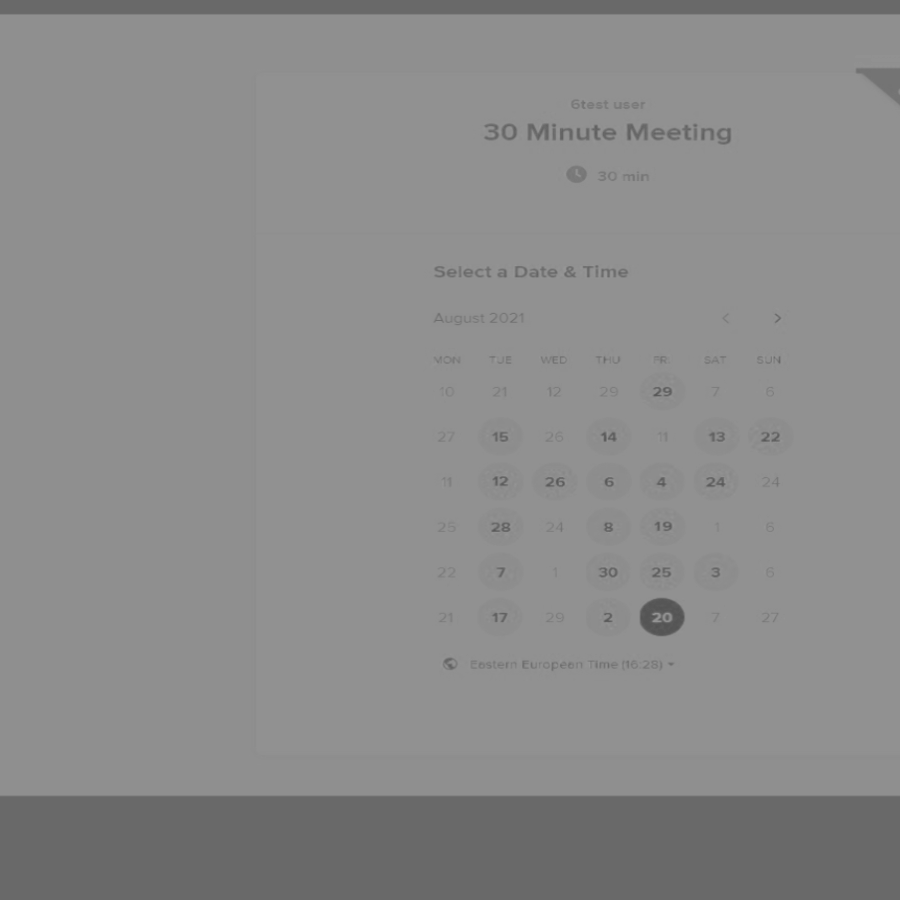 6test user
30 Minute Meeting
30 min
Select a Date & Time
August 2021
MON TUE WED THU FRI SAT SUN
10 21 12 29 29 7 6
27 15 26 14 11 13 22
11 12 26 6 4 24 24
25 28 24 8 19 1 6
22 7 1 30 25 3 6
21 17 29 2 20 7 27
Eastern European Time (16:28)